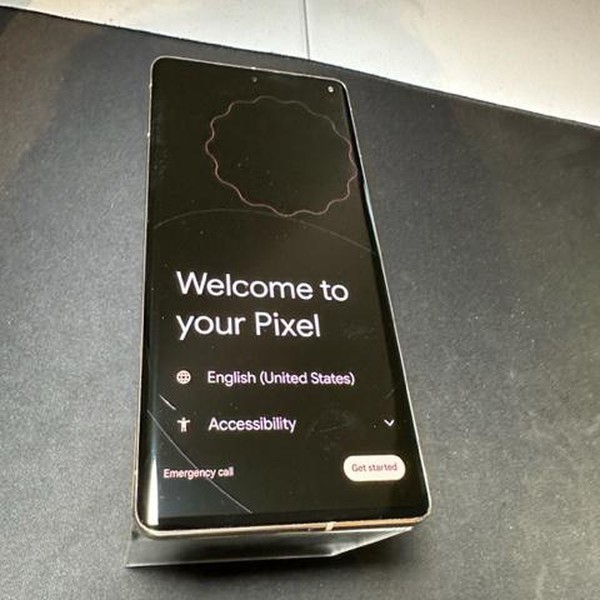 Welcome to
your Pixel
English (United States)
Accessibility
Emergency call
Get started